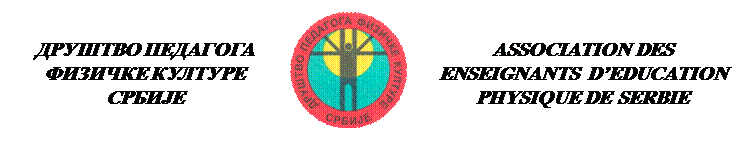 ДРУШТВО ПЕДАГОГА
ФИЗИЧКЕ КУЛТУРЕ
СРБИЈЕ
ДРУШТВО ПЕДАГОГА ФИЗИЧКЕ КУЛТУРЕ
СРБИЈЕ
ASSOCIATION DES
ENSEIGNANTS D'EDUCATION
PHYSIQUE DE SERBIE